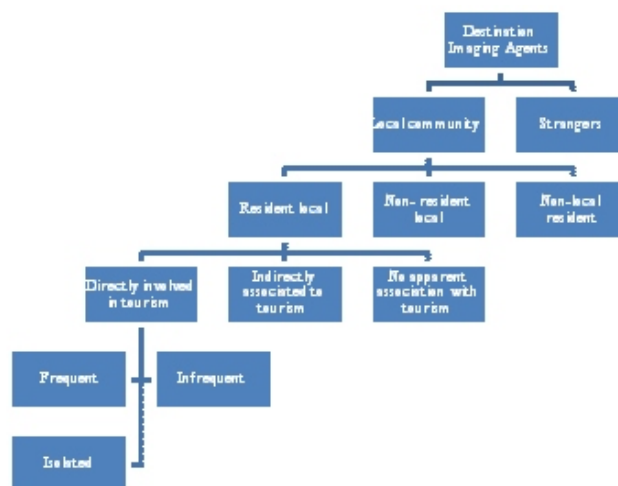 Destination
Imaging Agents
Local community
Strangers
Resident local
Non- resident
local
Non-local
resident
Directly involved
in tourism
Indirectly
associated to
tourism
No apparent
association with
tourism
Frequent
Infrequent
Isolated